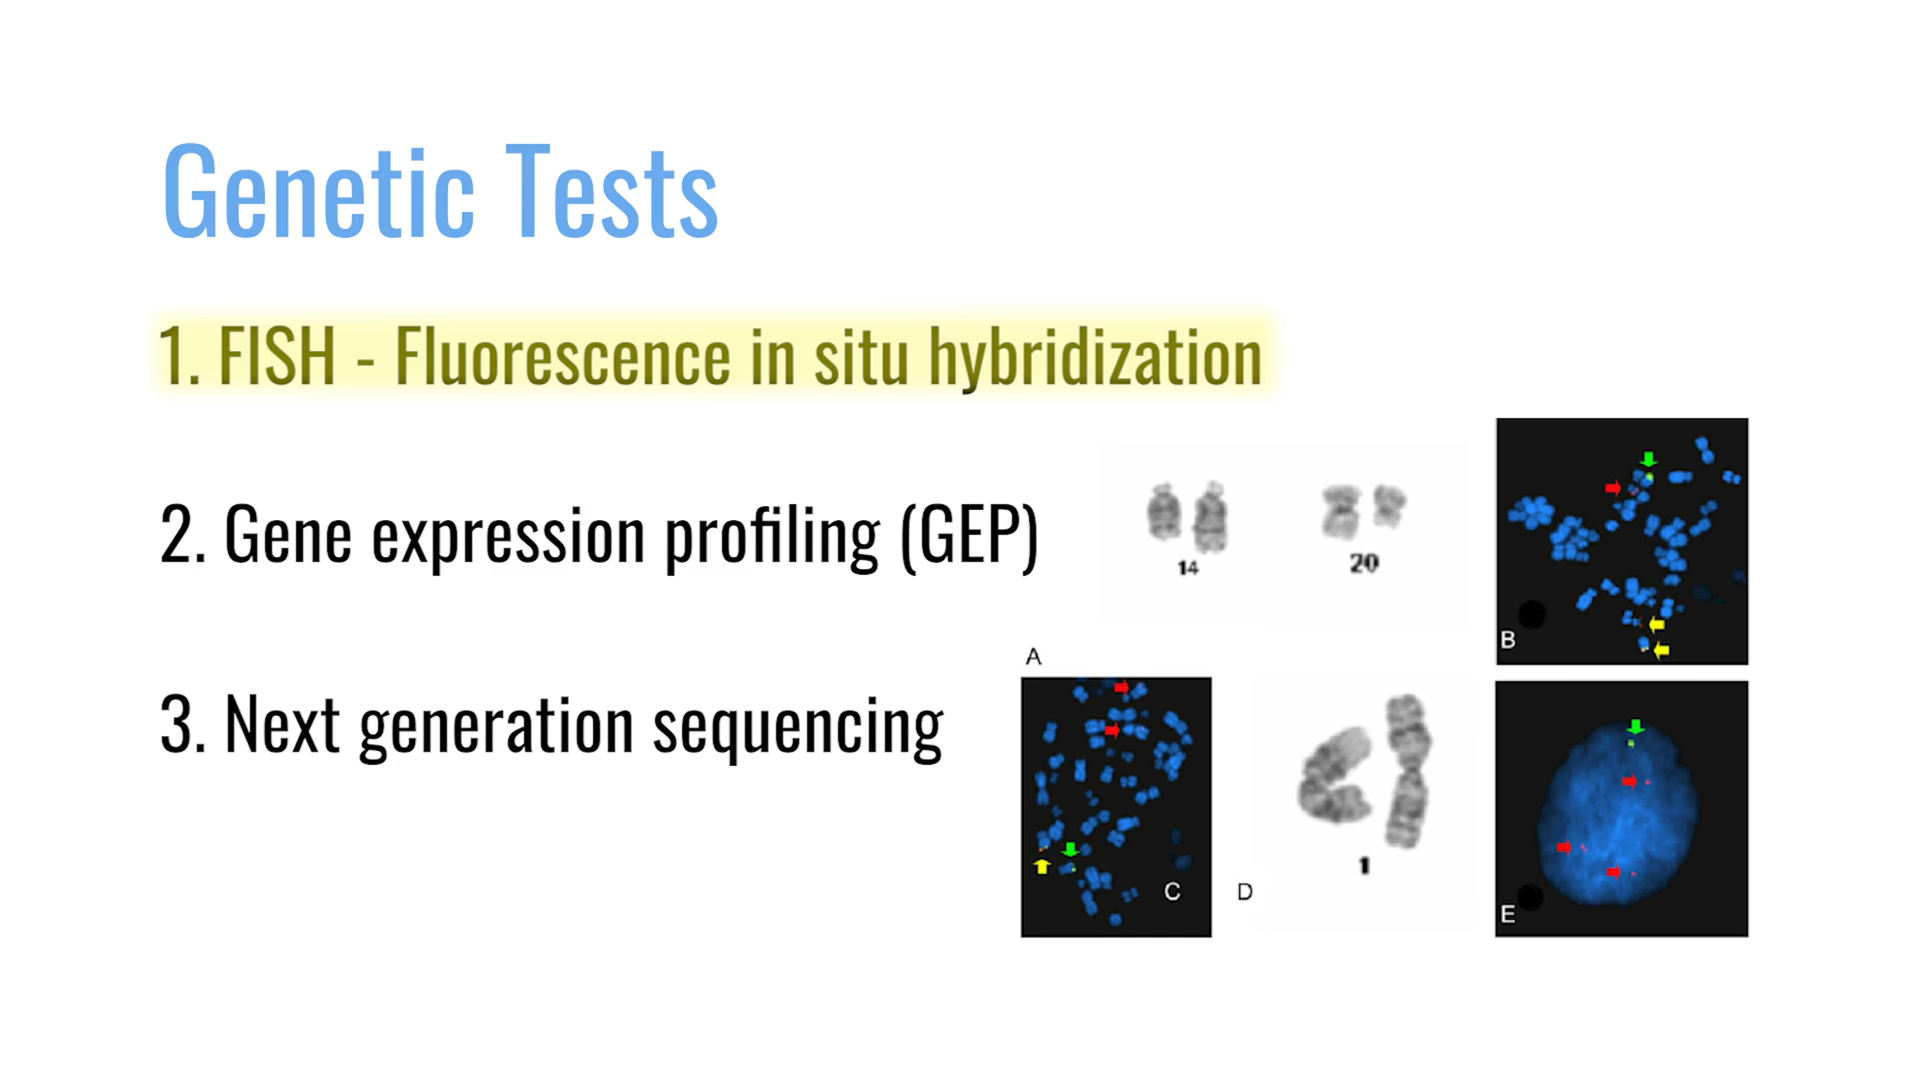 Genetic Tests
1. FISH - Fluorescence in situ hybridization
2. Gene expression profiling (GEP)
3. Next generation sequencing
14
20
B
A
C
D
1
E